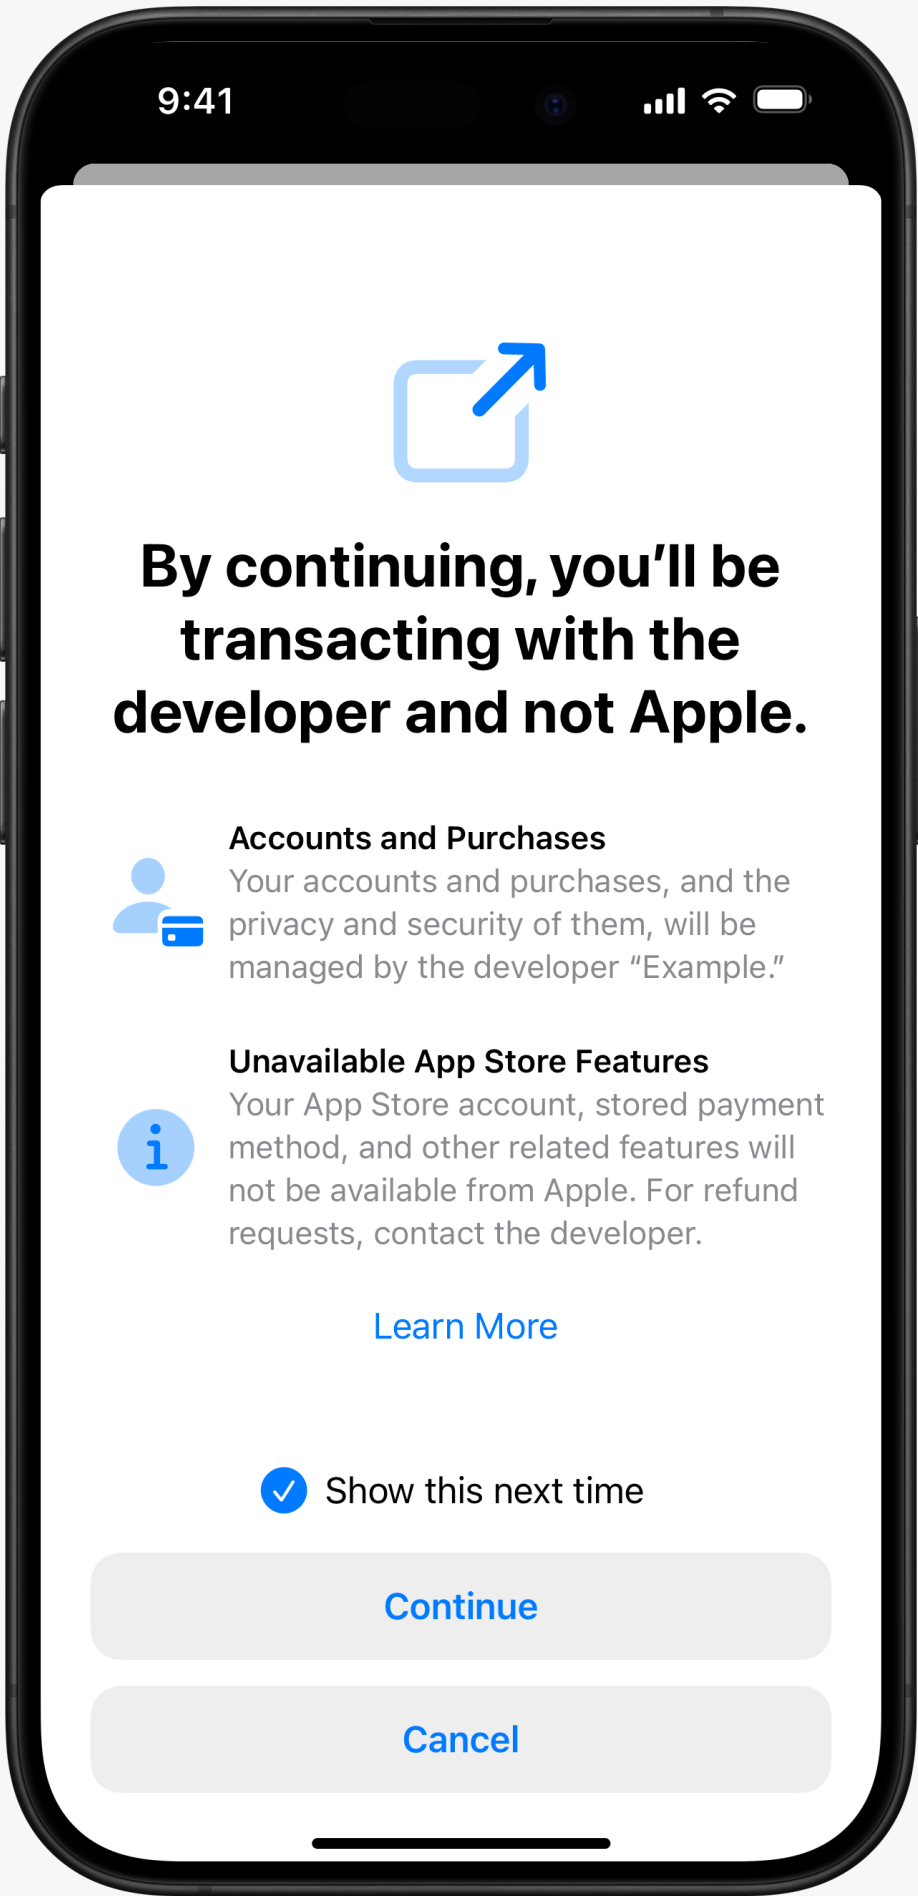 9:41
By continuing, you’ll be
transacting with the
developer and not Apple.
Accounts and Purchases
Your accounts and purchases, and the
privacy and security of them, will be
managed by the developer “Example.”
Unavailable App Store Features
Your App Store account, stored payment
method, and other related features will
not be available from Apple. For refund
requests, contact the developer.
Learn More
Show this next time
Continue
Cancel